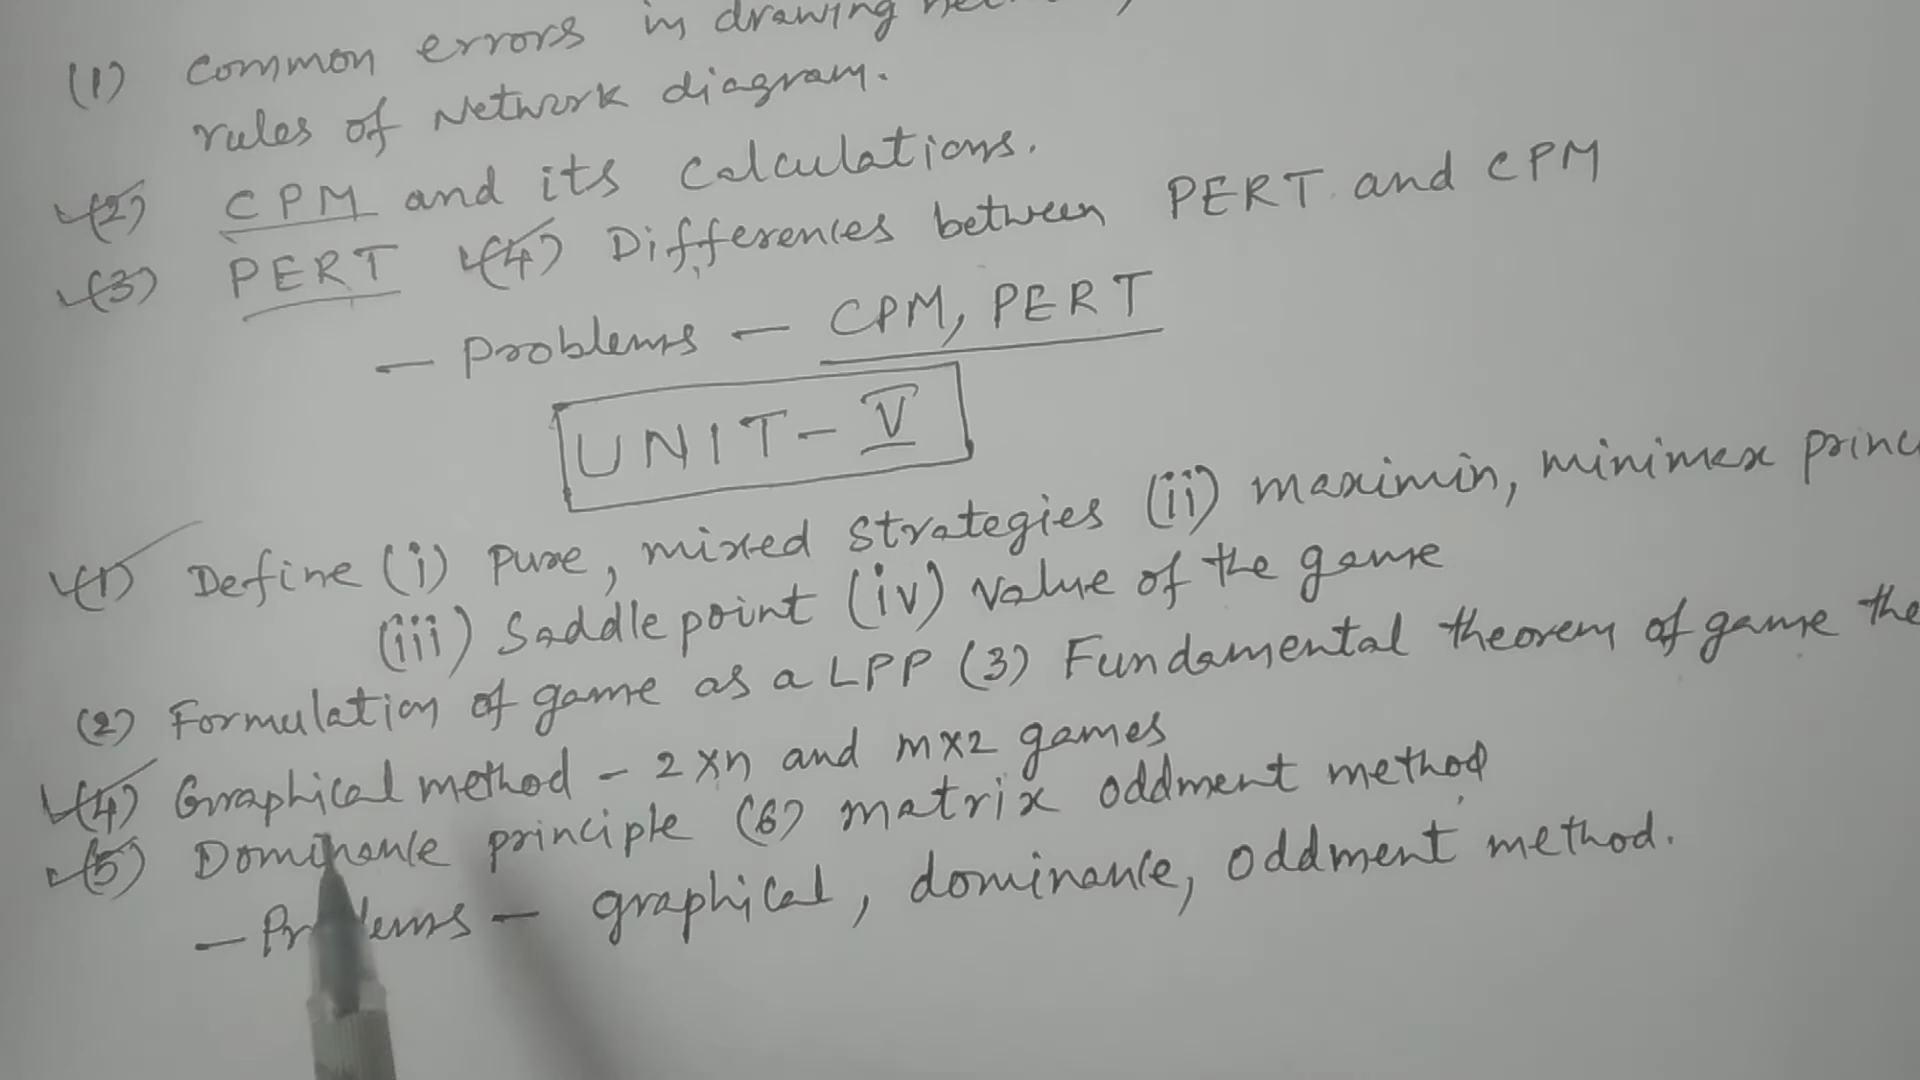 (1) Common errors in drawing
rules of Network diagram.
(2) CPM and its calculations.
(3) PERT (4) Differences between PERT and CPM
- Problems - CPM, PERT
UNIT-V
(1) Define (i) Pure, mixed strategies (ii) maximin, minimax princ
(iii) Saddle point (iv) Value of the game
(2) Formulation of game as a LPP (3) Fundamental theorem of game the
(4) Graphical method - 2xn and mx2 games
(5) Dominance principle (6) matrix oddment method
- Problems - graphical, dominance, oddment method.